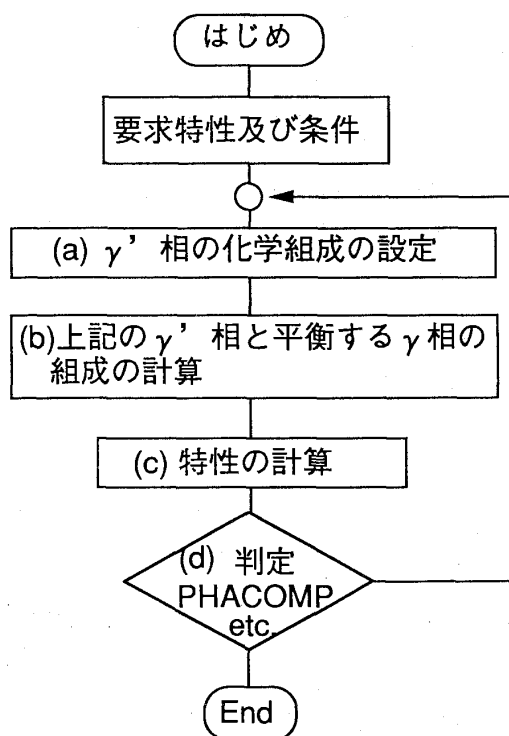 はじめ
要求特性及び条件
(a) γ’相の化学組成の設定
(b)上記のγ’相と平衡するγ相の
組成の計算
(c) 特性の計算
(d) 判定
PHACOMP
etc.
End